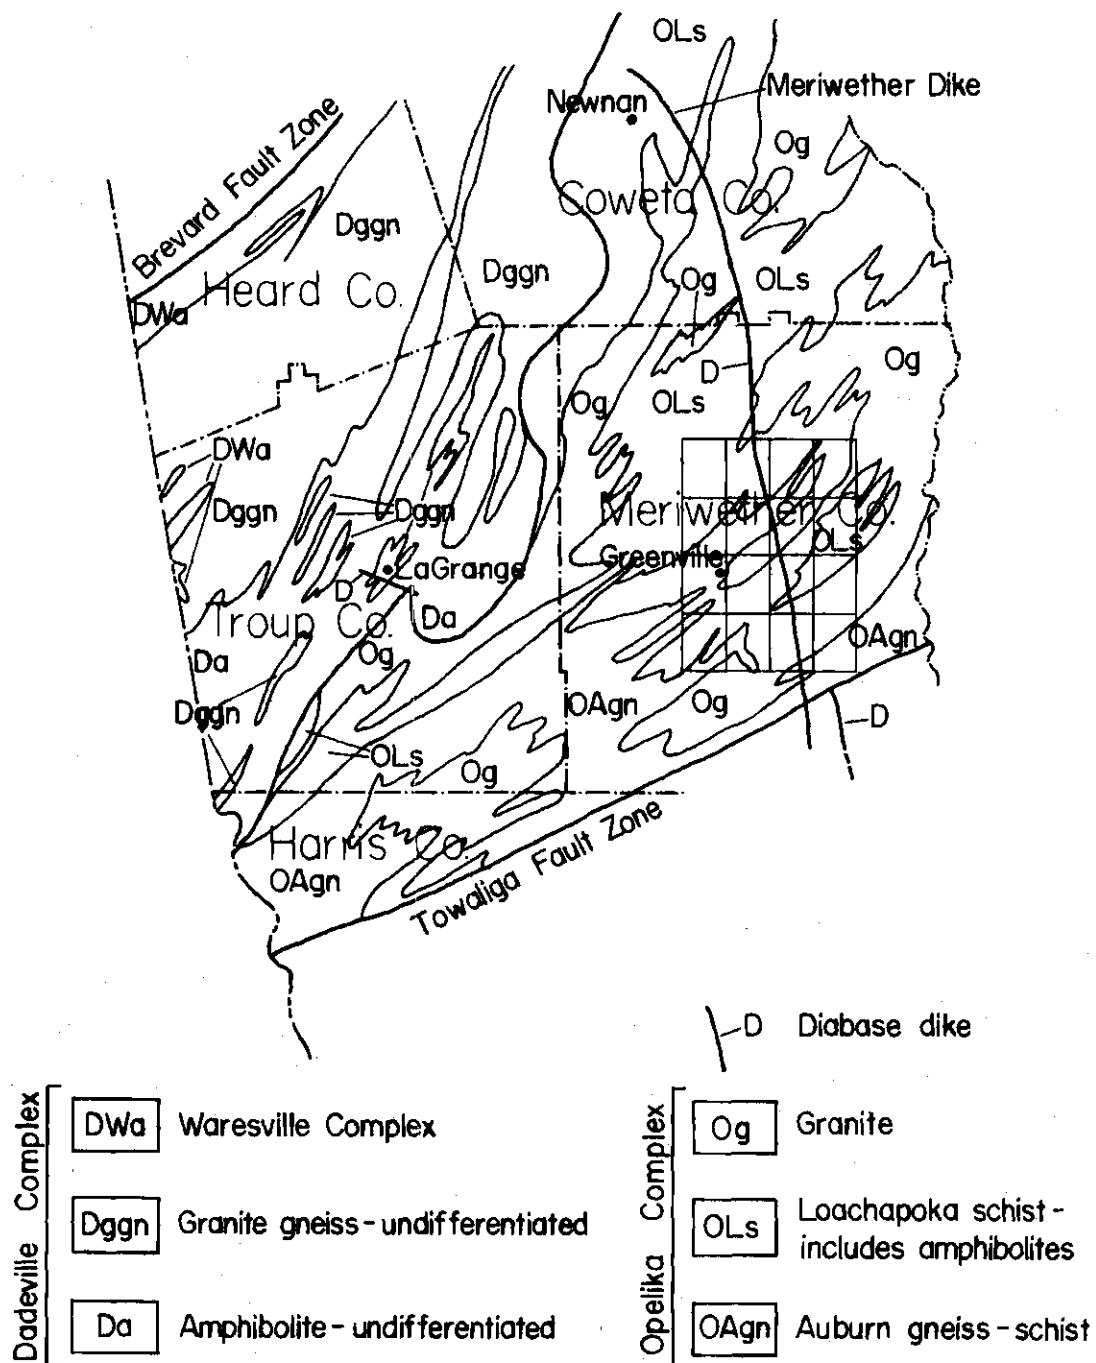 OLs
Newnan
Meriwether Dike
Brevard Fault Zone
Og
Coweta Co.
Dggn
Dggn
Heard Co.
DWa
Og
OLs
D
Og
Og
OLs
DWa
Dggn
Dggn
Meriwether Co.
OLs
Greenville
LaGrange
D
Troup Co.
Da
Og
Da
OAgn
Dggn
OAgn
Og
D
OLs
Og
Harris Co.
OAgn
Towaliga Fault Zone
D Diabase dike
Dadeville Complex
DWa Waresville Complex
Dggn Granite gneiss-undifferentiated
Da Amphibolite-undifferentiated
Opelika Complex
Og Granite
OLs Loachapoka schist-
includes amphibolites
OAgn Auburn gneiss-schist